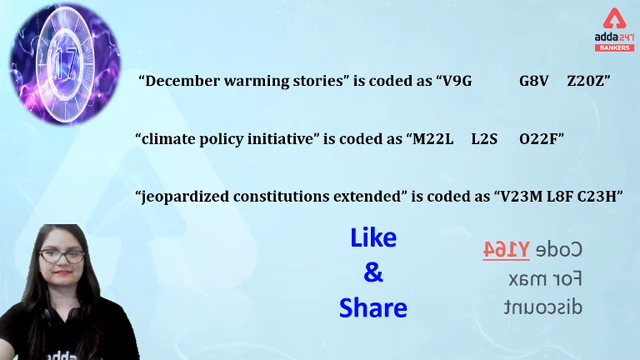 adda247
BANKERS
17
“December warming stories” is coded as “V9G G8V Z20Z”
“climate policy initiative” is coded as “M22L L2S O22F”
“jeopardized constitutions extended” is coded as “V23M L8F C23H”
Like
&
Share
Code Y164
For max
discount